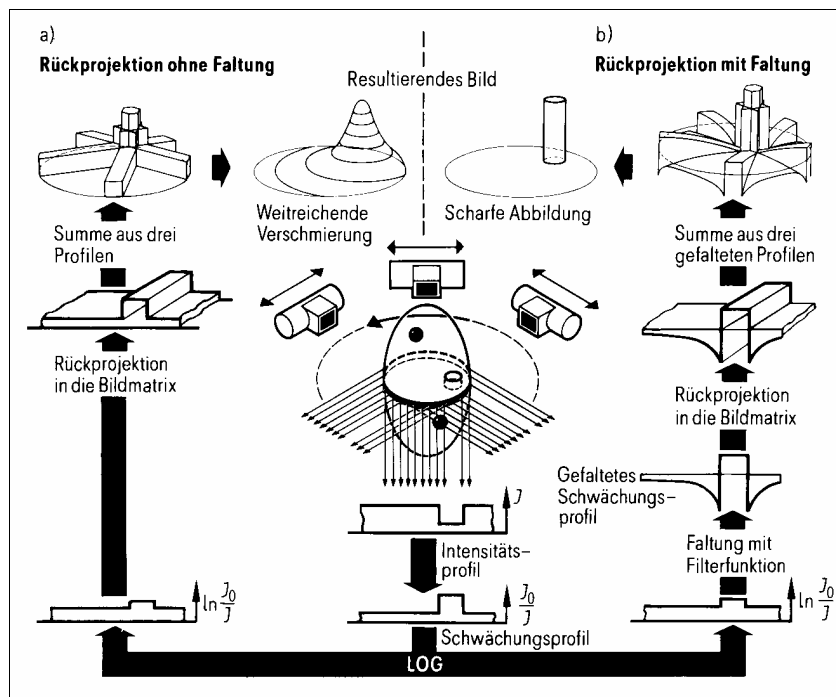 a)
Rückprojektion ohne Faltung
Resultierendes Bild
b)
Rückprojektion mit Faltung
Weitreichende
Verschmierung
Scharfe Abbildung
Summe aus drei
Profilen
Summe aus drei
gefalteten Profilen
Rückprojektion
in die Bildmatrix
Rückprojektion
in die Bildmatrix
Gefaltetes
Schwächungs-
profil
J
Intensitäts-
profil
Faltung mit
Filterfunktion
ln J₀/J
J₀/J
Schwächungsprofil
ln J₀/J
LOG